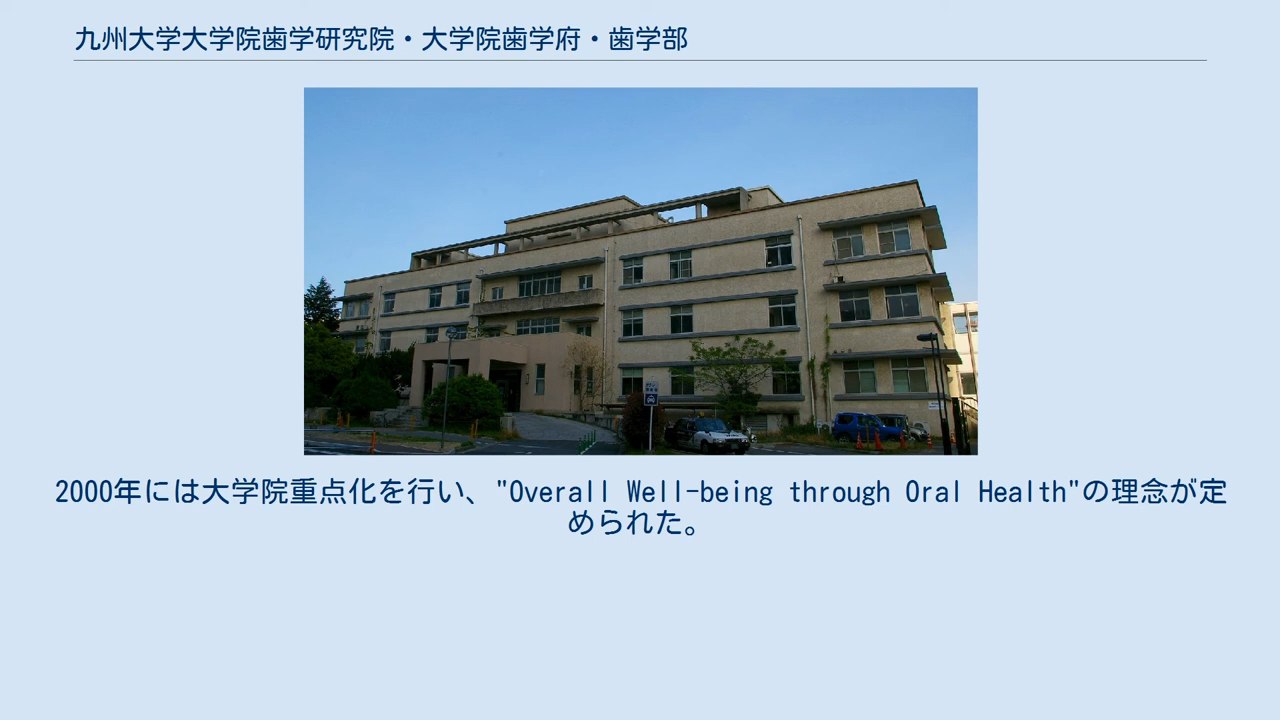 九州大学大学院歯学研究院・大学院歯学府・歯学部
2000年には大学院重点化を行い、"Overall Well-being through Oral Health"の理念が定
められた。